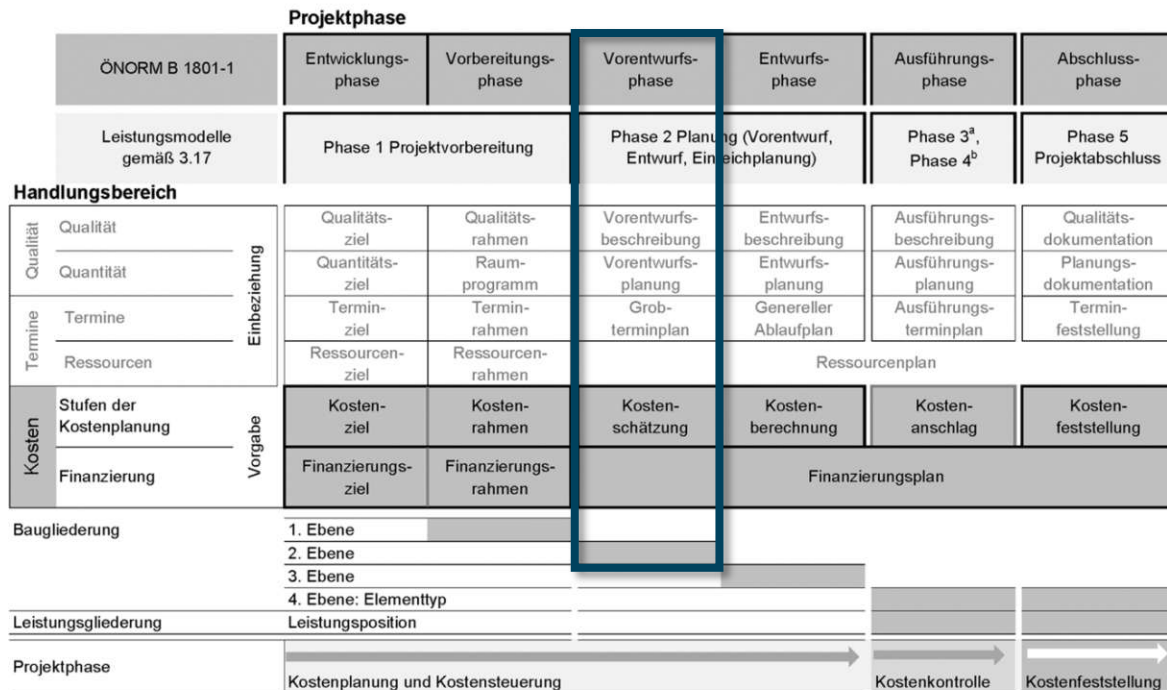 Projektphase
ÖNORM B 1801-1
Entwicklungs-
phase
Vorbereitungs-
phase
Vorentwurfs-
phase
Entwurfs-
phase
Ausführungs-
phase
Abschluss-
phase
Leistungsmodelle
gemäß 3.17
Phase 1 Projektvorbereitung
Phase 2 Planung (Vorentwurf,
Entwurf, Einreichplanung)
Phase 3a,
Phase 4b
Phase 5
Projektabschluss
Handlungsbereich
Qualität
Qualität
Einbeziehung
Qualitäts-
ziel
Qualitäts-
rahmen
Vorentwurfs-
beschreibung
Entwurfs-
beschreibung
Ausführungs-
beschreibung
Qualitäts-
dokumentation
Quantität
Quantitäts-
ziel
Raum-
programm
Vorentwurfs-
planung
Entwurfs-
planung
Ausführungs-
planung
Planungs-
dokumentation
Termine
Termine
Termin-
ziel
Termin-
rahmen
Grob-
terminplan
Genereller
Ablaufplan
Ausführungs-
terminplan
Termin-
feststellung
Ressourcen
Ressourcen-
ziel
Ressourcen-
rahmen
Ressourcenplan
Kosten
Stufen der
Kostenplanung
Vorgabe
Kosten-
ziel
Kosten-
rahmen
Kosten-
schätzung
Kosten-
berechnung
Kosten-
anschlag
Kosten-
feststellung
Finanzierung
Finanzierungs-
ziel
Finanzierungs-
rahmen
Finanzierungsplan
Baugliederung
1. Ebene
2. Ebene
3. Ebene
4. Ebene: Elementtyp
Leistungsgliederung
Leistungsposition
Projektphase
Kostenplanung und Kostensteuerung
Kostenkontrolle
Kostenfeststellung